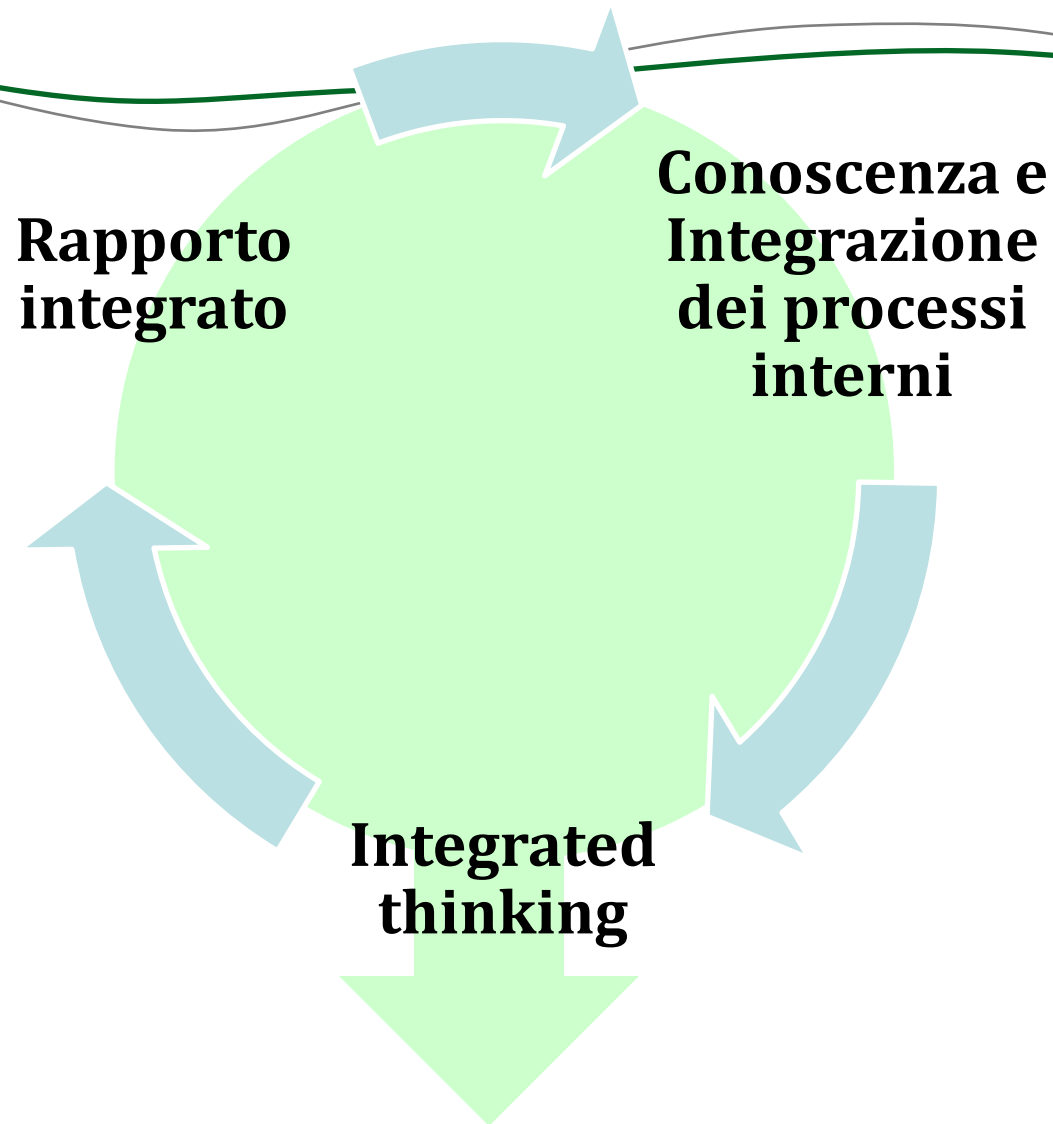 Rapporto
integrato
Conoscenza e
Integrazione
dei processi
interni
Integrated
thinking